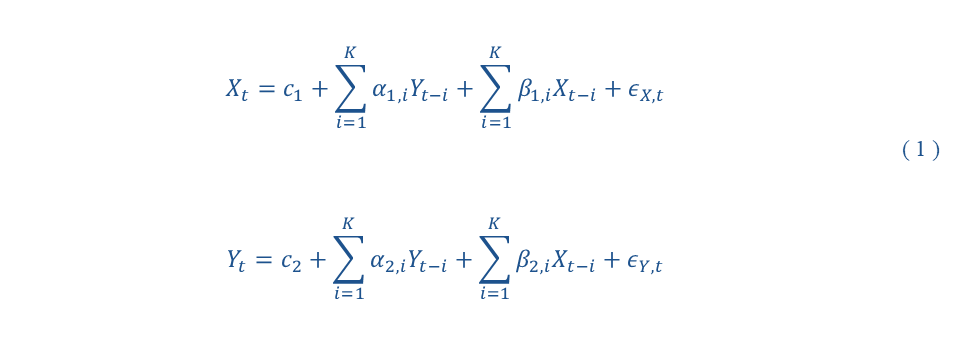 $X_t = c_1 + \sum_{i=1}^{K} \alpha_{1,i} Y_{t-i} + \sum_{i=1}^{K} \beta_{1,i} X_{t-i} + \epsilon_{X,t}$
( 1 )
$Y_t = c_2 + \sum_{i=1}^{K} \alpha_{2,i} Y_{t-i} + \sum_{i=1}^{K} \beta_{2,i} X_{t-i} + \epsilon_{Y,t}$